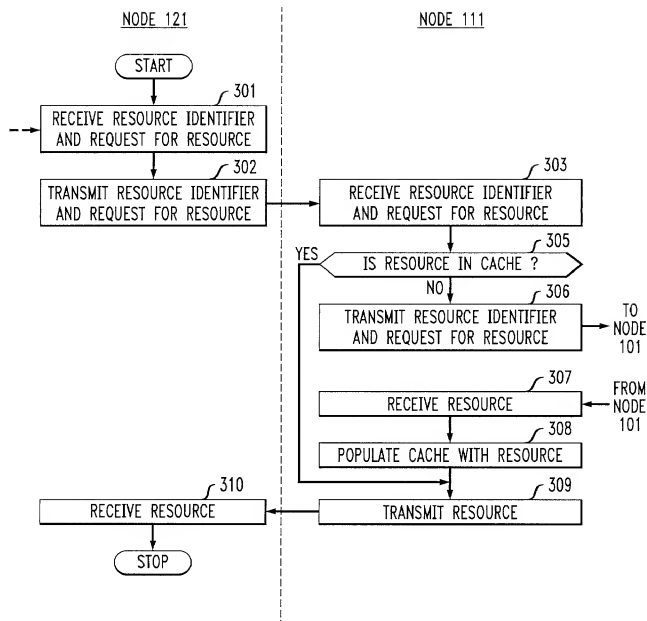 NODE 121
NODE 111
START
301
RECEIVE RESOURCE IDENTIFIER
AND REQUEST FOR RESOURCE
302
TRANSMIT RESOURCE IDENTIFIER
AND REQUEST FOR RESOURCE
303
RECEIVE RESOURCE IDENTIFIER
AND REQUEST FOR RESOURCE
305
YES
IS RESOURCE IN CACHE ?
NO
306
TRANSMIT RESOURCE IDENTIFIER
AND REQUEST FOR RESOURCE
TO
NODE
101
307
RECEIVE RESOURCE
FROM
NODE
101
308
POPULATE CACHE WITH RESOURCE
309
TRANSMIT RESOURCE
310
RECEIVE RESOURCE
STOP